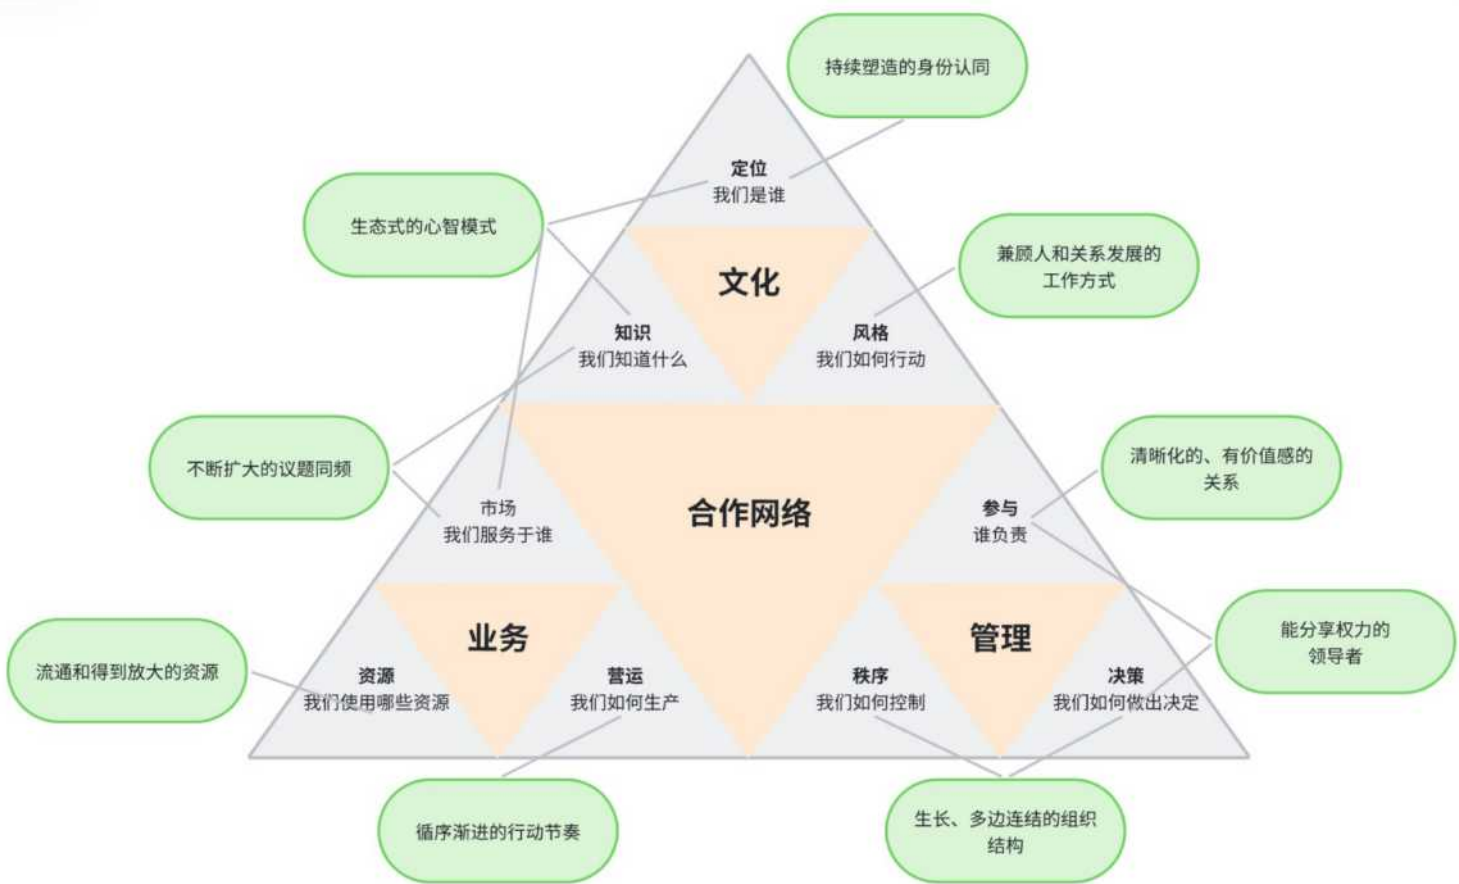 持续塑造的身份认同
定位
我们是谁
生态式的心智模式
兼顾人和关系发展的
工作方式
文化
知识
我们知道什么
风格
我们如何行动
不断扩大的议题同频
清晰化的、有价值感的
关系
市场
我们服务于谁
合作网络
参与
谁负责
流通和得到放大的资源
业务
管理
能分享权力的
领导者
资源
我们使用哪些资源
营运
我们如何生产
秩序
我们如何控制
决策
我们如何做出决定
循序渐进的行动节奏
生长、多边连结的组织
结构